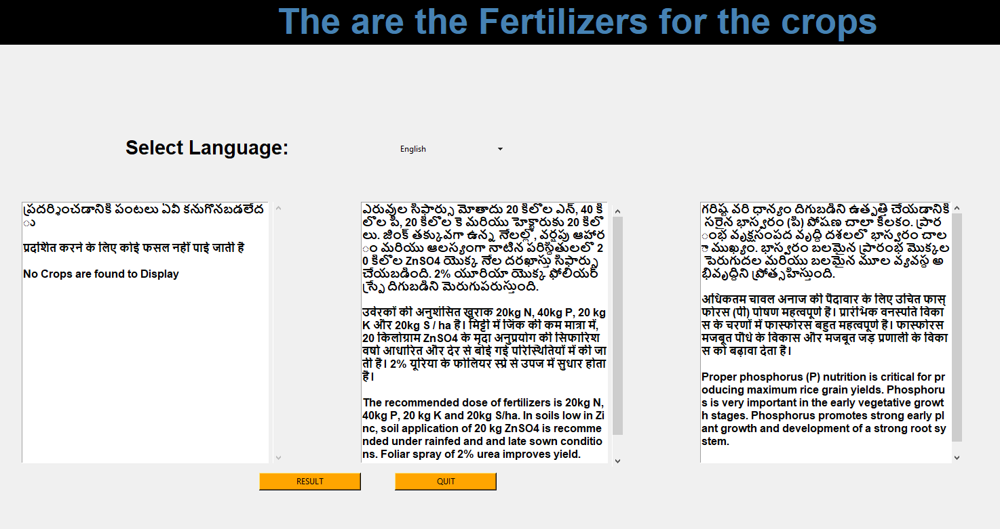 The are the Fertilizers for the crops
Select Language:
English
ప్రదర్శించడానికి పంటలు ఏవీ కనుగొనబడలేద
ు
प्रदर्शित करने के लिए कोई फसल नहीं पाई जाती है
No Crops are found to Display
ఎరువుల సిఫార్సు మోతాదు 20 కిలోల ఎన్, 40 కి
లోల పి, 20 కిలోల కె మరియు హెక్టారుకు 20 కిలో
లు. జింక్ తక్కువగా ఉన్న నేలల్లో, వర్షపు ఆహార
ం మరియు ఆలస్యంగా నాటిన పరిస్థితులలో 2
0 కిలోల ZnSO4 యొక్క నేల దరఖాస్తు సిఫార్సు
చేయబడింది. 2% యూరియా యొక్క ఫోలియర్
స్ప్రే దిగుబడిని మెరుగుపరుస్తుంది.
उर्वरकों की अनुशंसित खुराक 20kg N, 40kg P, 20 kg
K और 20kg S / ha है। मिट्टी में जिंक की कम मात्रा में,
20 किलोग्राम ZnSO4 के मृदा अनुप्रयोग की सिफारिश
वर्षा आधारित और देर से बोई गई परिस्थितियों में की जा
ती है। 2% यूरिया के फोलियर स्प्रे से उपज में सुधार होता
है।
The recommended dose of fertilizers is 20kg N,
40kg P, 20 kg K and 20kg S/ha. In soils low in Zi
nc, soil application of 20 kg ZnSO4 is recomme
nded under rainfed and and late sown conditio
ns. Foliar spray of 2% urea improves yield.
గరిష్ట వరి ధాన్యం దిగుబడిని ఉత్పత్తి చేయడానికి
సరైన భాస్వరం (పి) పోషణ చాలా కీలకం. ప్రార
ంభ వృక్షసంపద వృద్ధి దశలలో భాస్వరం చాల
ా ముఖ్యం. భాస్వరం బలమైన ప్రారంభ మొక్కల
పెరుగుదల మరియు బలమైన మూల వ్యవస్థ అ
భివృద్ధిని ప్రోత్సహిస్తుంది.
अधिकतम चावल अनाज की पैदावार के लिए उचित फास्
फोरस (पी) पोषण महत्वपूर्ण है। प्रारंभिक वनस्पति विका
स के चरणों में फास्फोरस बहुत महत्वपूर्ण है। फास्फोरस
मजबूत पौधे के विकास और मजबूत जड़ प्रणाली के विका
स को बढ़ावा देता है।
Proper phosphorus (P) nutrition is critical for pr
oducing maximum rice grain yields. Phosphoru
s is very important in the early vegetative growt
h stages. Phosphorus promotes strong early pl
ant growth and development of a strong root sy
stem.
RESULT
QUIT